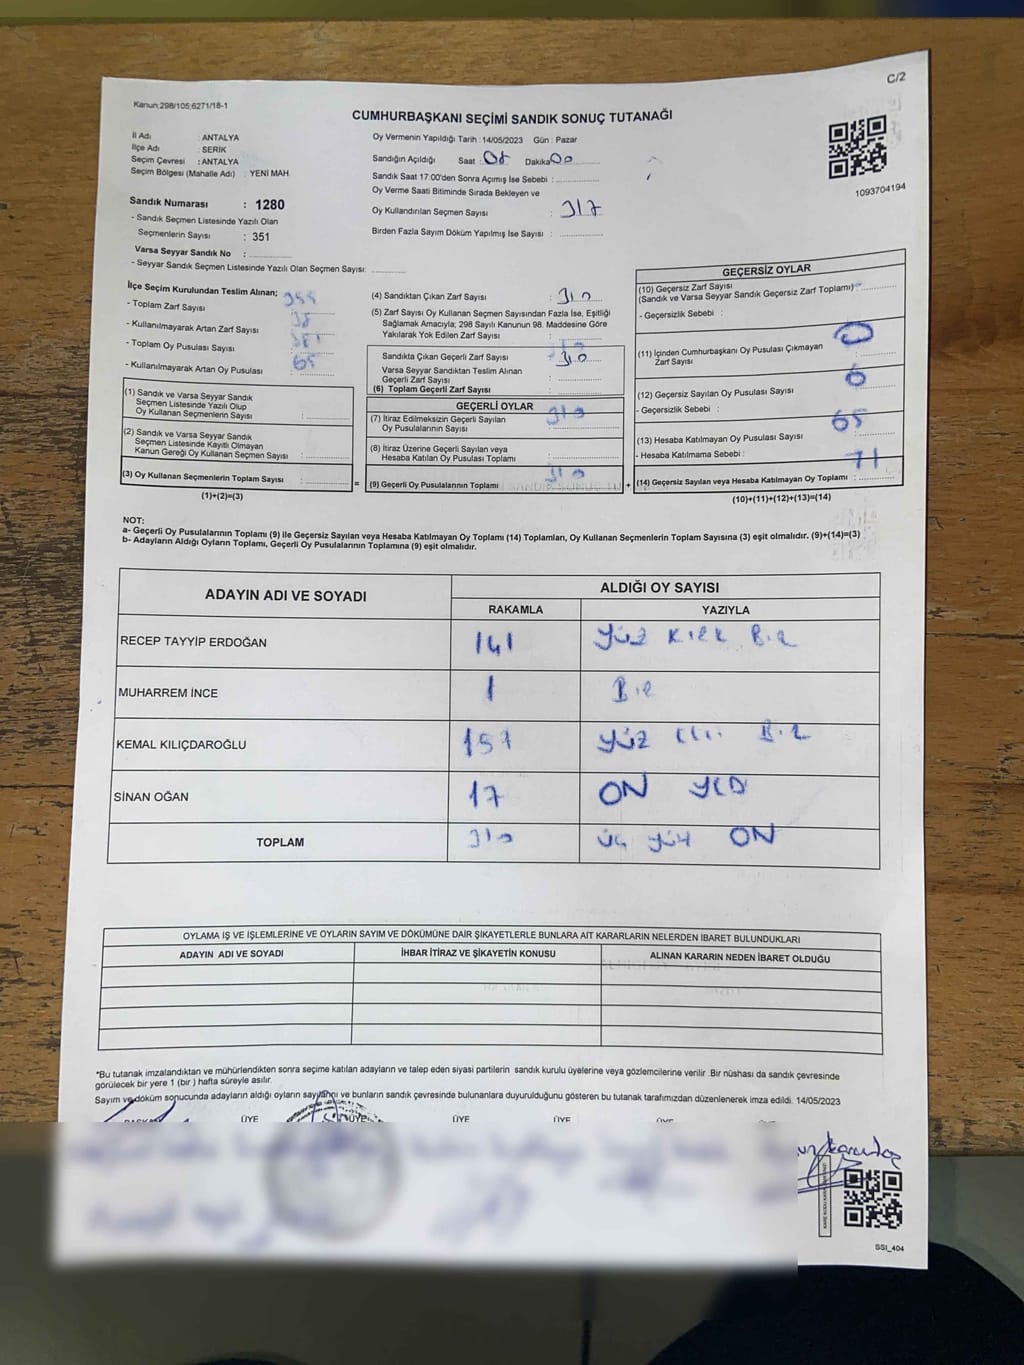 C/2
Kanun;298/105;6271/18-1
CUMHURBAŞKANI SEÇİMİ SANDIK SONUÇ TUTANAĞI
İl Adı : ANTALYA
İlçe Adı : SERİK
Seçim Çevresi : ANTALYA
Seçim Bölgesi (Mahalle Adı) : YENİ MAH.
Oy Vermenin Yapıldığı Tarih : 14/05/2023 Gün : Pazar
Sandığın Açıldığı Saat : 08 Dakika 00
Sandık Saat 17:00'den Sonra Açımış İse Sebebi :
Oy Verme Saati Bitiminde Sırada Bekleyen ve
Oy Kullandırılan Seçmen Sayısı : 317
Birden Fazla Sayım Döküm Yapılmış İse Sayısı :
1093704194
Sandık Numarası : 1280
- Sandık Seçmen Listesinde Yazılı Olan
Seçmenlerin Sayısı : 351
Varsa Seyyar Sandık No :
- Seyyar Sandık Seçmen Listesinde Yazılı Olan Seçmen Sayısı:
İlçe Seçim Kurulundan Teslim Alınan;
- Toplam Zarf Sayısı :
- Kullanılmayarak Artan Zarf Sayısı :
- Toplam Oy Pusulası Sayısı :
- Kullanılmayarak Artan Oy Pusulası : 65
(1) Sandık ve Varsa Seyyar Sandık
Seçmen Listesinde Yazılı Olup
Oy Kullanan Seçmenlerin Sayısı :
(2) Sandık ve Varsa Seyyar Sandık
Seçmen Listesinde Kayıtlı Olmayan
Kanun Gereği Oy Kullanan Seçmen Sayısı :
(3) Oy Kullanan Seçmenlerin Toplam Sayısı :
(1)+(2)=(3)
(4) Sandıktan Çıkan Zarf Sayısı : 310
(5) Zarf Sayısı Oy Kullanan Seçmen Sayısından Fazla İse, Eşitliği
Sağlamak Amacıyla; 298 Sayılı Kanunun 98. Maddesine Göre
Yakılarak Yok Edilen Zarf Sayısı :
Sandıkta Çıkan Geçerli Zarf Sayısı : 310
Varsa Seyyar Sandıktan Teslim Alınan
Geçerli Zarf Sayısı :
(6) Toplam Geçerli Zarf Sayısı :
GEÇERLİ OYLAR
(7) İtiraz Edilmeksizin Geçerli Sayılan 310
Oy Pusulalarının Sayısı :
(8) İtiraz Üzerine Geçerli Sayılan veya
Hesaba Katılan Oy Pusulası Toplamı :
= (9) Geçerli Oy Pusulalarının Toplamı : 310
GEÇERSİZ OYLAR
(10) Geçersiz Zarf Sayısı
(Sandık ve Varsa Seyyar Sandık Geçersiz Zarf Toplamı)
- Geçersizlik Sebebi :
(11) İçinden Cumhurbaşkanı Oy Pusulası Çıkmayan 0
Zarf Sayısı :
(12) Geçersiz Sayılan Oy Pusulası Sayısı :
- Geçersizlik Sebebi :
(13) Hesaba Katılmayan Oy Pusulası Sayısı : 65
- Hesaba Katılmama Sebebi :
+ (14) Geçersiz Sayılan veya Hesaba Katılmayan Oy Toplamı : 71
(10)+(11)+(12)+(13)=(14)
NOT:
a- Geçerli Oy Pusulalarının Toplamı (9) ile Geçersiz Sayılan veya Hesaba Katılmayan Oy Toplamı (14) Toplamları, Oy Kullanan Seçmenlerin Toplam Sayısına (3) eşit olmalıdır. (9)+(14)=(3)
b- Adayların Aldığı Oyların Toplamı, Geçerli Oy Pusulalarının Toplamına (9) eşit olmalıdır.
ADAYIN ADI VE SOYADI ALDIĞI OY SAYISI
RAKAMLA YAZIYLA
RECEP TAYYİP ERDOĞAN 141 yüz KIRK BiR
MUHARREM İNCE 1 BiR
KEMAL KILIÇDAROĞLU 151 yüz Elli BiR
SİNAN OĞAN 17 ON YEDİ
TOPLAM 310 üç yüz ON
OYLAMA İŞ VE İŞLEMLERİNE VE OYLARIN SAYIM VE DÖKÜMÜNE DAİR ŞİKAYETLERLE BUNLARA AİT KARARLARIN NELERDEN İBARET BULUNDUKLARI
ADAYIN ADI VE SOYADI İHBAR İTİRAZ VE ŞİKAYETİN KONUSU ALINAN KARARIN NEDEN İBARET OLDUĞU
*Bu tutanak imzalandıktan ve mühürlendikten sonra seçime katılan adayların ve talep eden siyasi partilerin sandık kurulu üyelerine veya gözlemcilerine verilir .Bir nüshası da sandık çevresinde
görülecek bir yere 1 (bir ) hafta süreyle asılır.
Sayım ve döküm sonucunda adayların aldığı oyların sayılarını ve bunların sandık çevresinde bulunanlara duyurulduğunu gösteren bu tutanak tarafımızdan düzenlenerek imza edildi. 14/05/2023
ÜYE ÜYE ÜYE ÜYE ÜYE
SSI_404